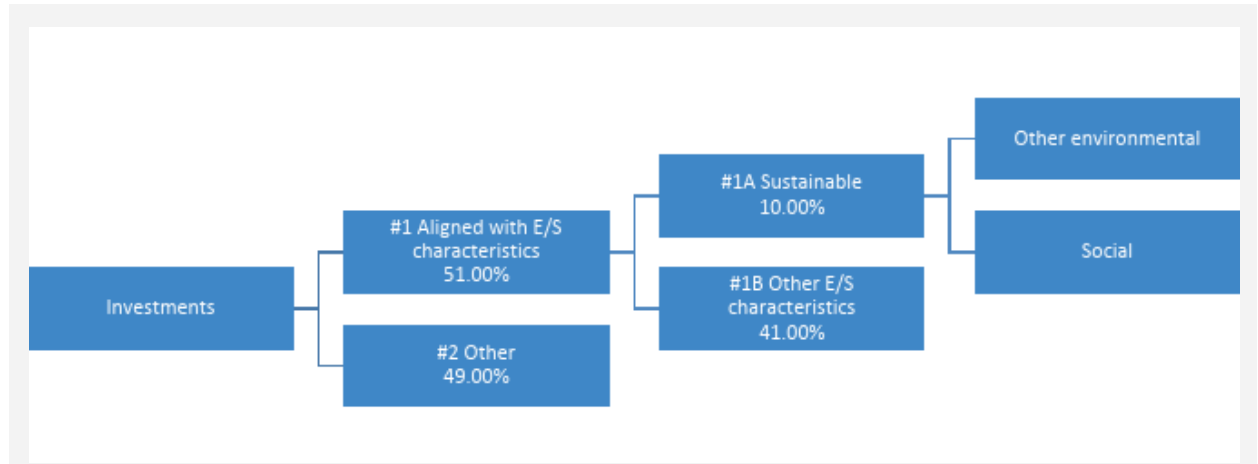 Investments
#1 Aligned with E/S
characteristics
51.00%
#2 Other
49.00%
#1A Sustainable
10.00%
#1B Other E/S
characteristics
41.00%
Other environmental
Social